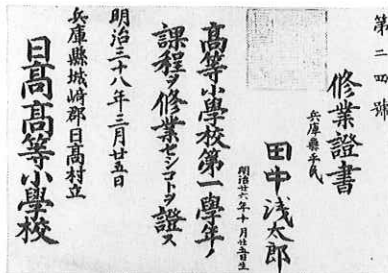 第二四號
修業證書
兵庫縣平民
田中浅太郎
明治廿六年十月廿五日生
高等小學校第一學年ノ
課程ヲ修業セシコトヲ證ス
明治三十八年三月廿五日
兵庫縣城崎郡日高村立
日高高等小學校